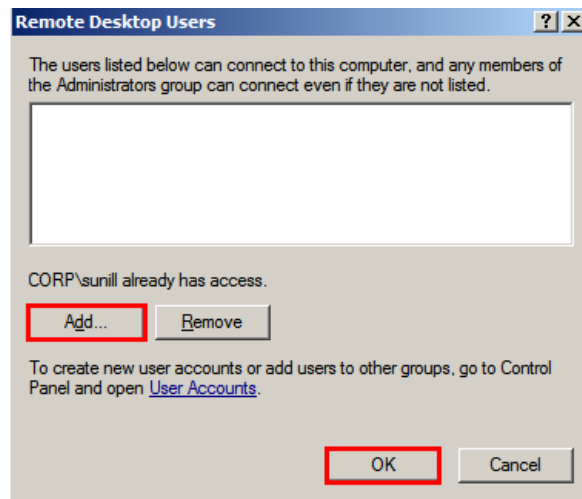 Remote Desktop Users
The users listed below can connect to this computer, and any members of
the Administrators group can connect even if they are not listed.
CORP\sunill already has access.
Add... Remove
To create new user accounts or add users to other groups, go to Control
Panel and open User Accounts.
OK Cancel